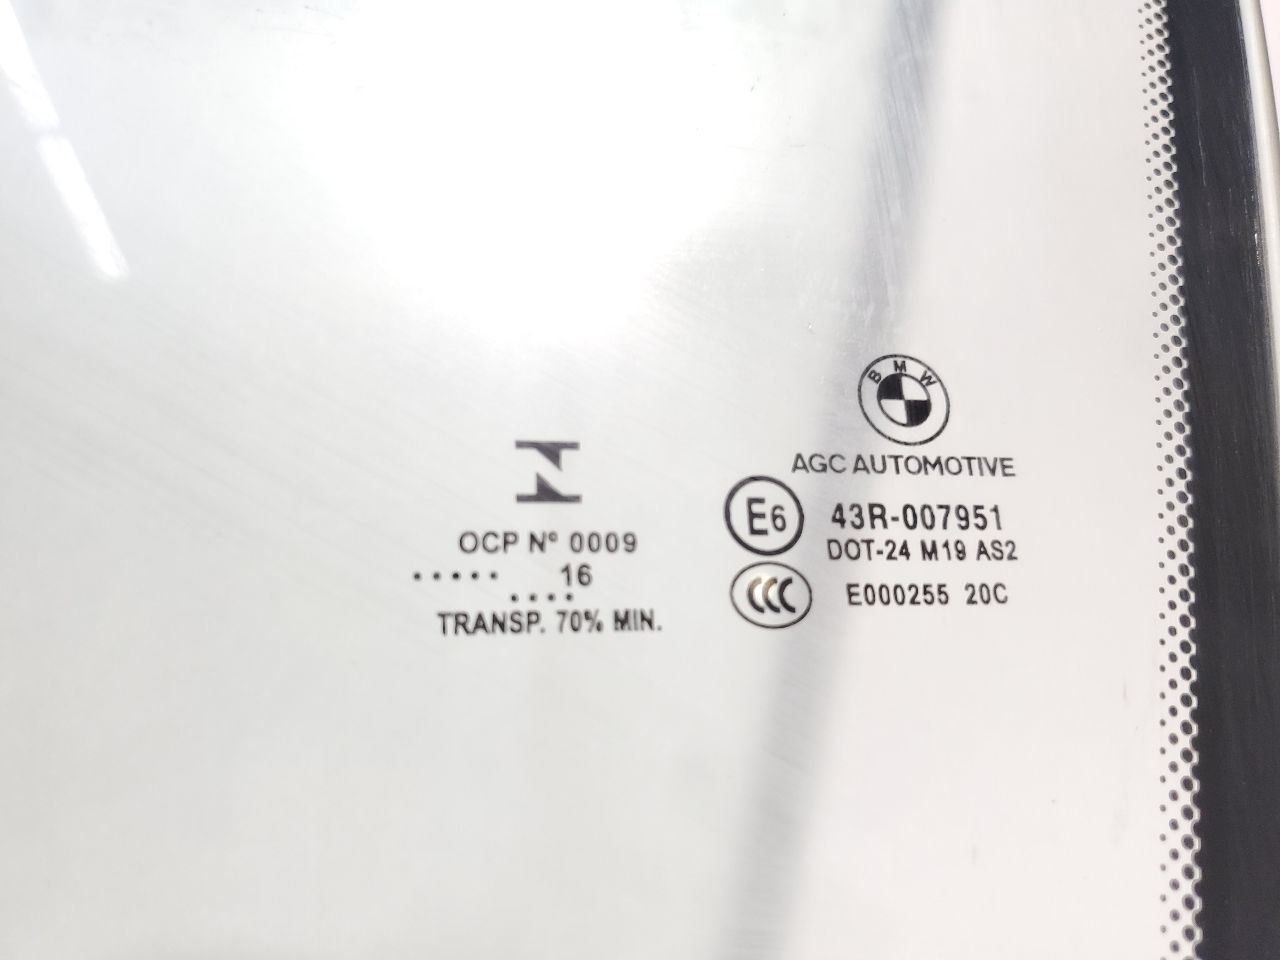 BMW
AGC AUTOMOTIVE
E6 43R-007951
DOT-24 M19 AS2
CCC E000255 20C
OCP Nº 0009
..... 16
....
TRANSP. 70% MIN.